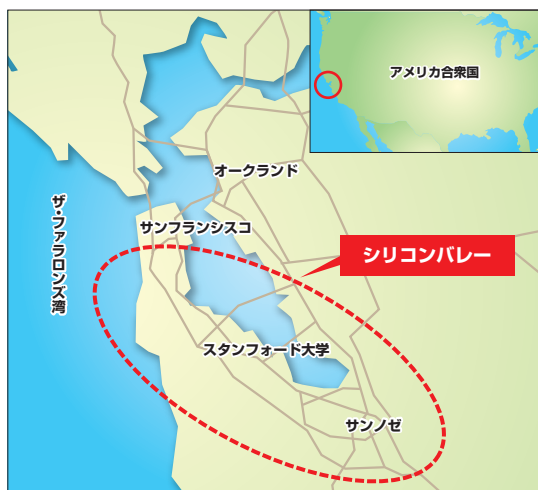 アメリカ合衆国
オークランド
サンフランシスコ
ザ・ファラロンズ湾
シリコンバレー
スタンフォード大学
サンノゼ